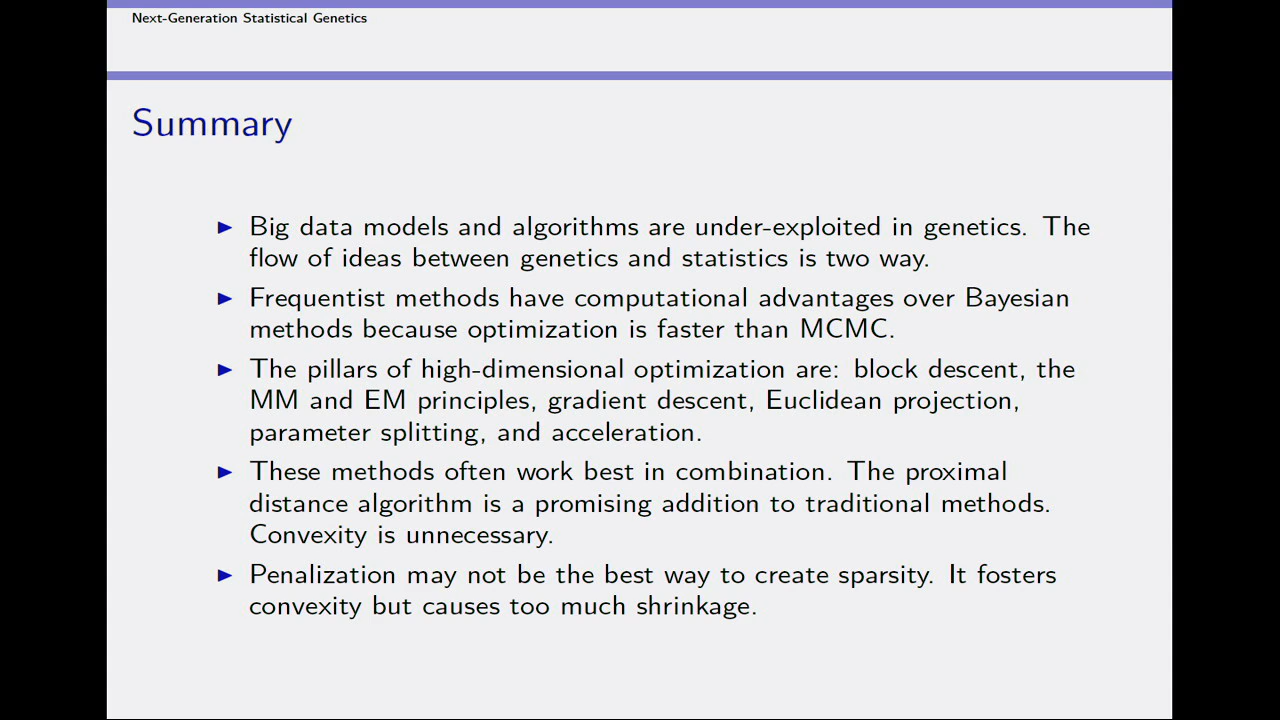 Next-Generation Statistical Genetics
Summary
Big data models and algorithms are under-exploited in genetics. The
flow of ideas between genetics and statistics is two way.
Frequentist methods have computational advantages over Bayesian
methods because optimization is faster than MCMC.
The pillars of high-dimensional optimization are: block descent, the
MM and EM principles, gradient descent, Euclidean projection,
parameter splitting, and acceleration.
These methods often work best in combination. The proximal
distance algorithm is a promising addition to traditional methods.
Convexity is unnecessary.
Penalization may not be the best way to create sparsity. It fosters
convexity but causes too much shrinkage.